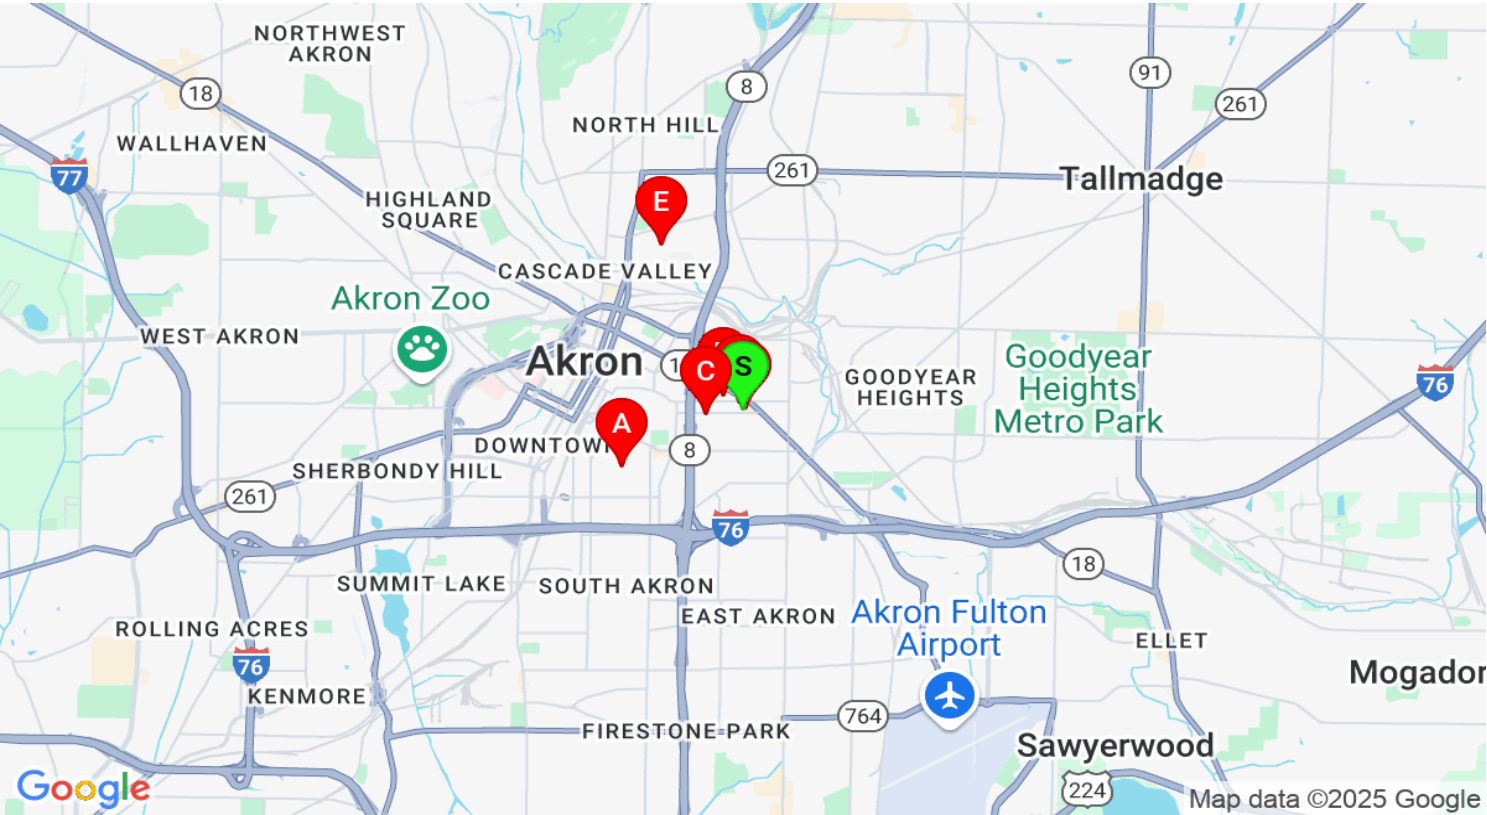 NORTHWEST
AKRON
18
8
91
261
NORTH HILL
WALLHAVEN
77
261
Tallmadge
HIGHLAND
SQUARE
E
CASCADE VALLEY
Akron Zoo
WEST AKRON
Akron
1
C
S
GOODYEAR
HEIGHTS
Goodyear
Heights
Metro Park
76
A
DOWNTOWN
8
SHERBONDY HILL
261
76
18
SUMMIT LAKE
SOUTH AKRON
EAST AKRON
Akron Fulton
Airport
ROLLING ACRES
ELLET
76
Mogador
KENMORE
764
FIRESTONE PARK
Sawyerwood
224
Google
Map data ©2025 Google